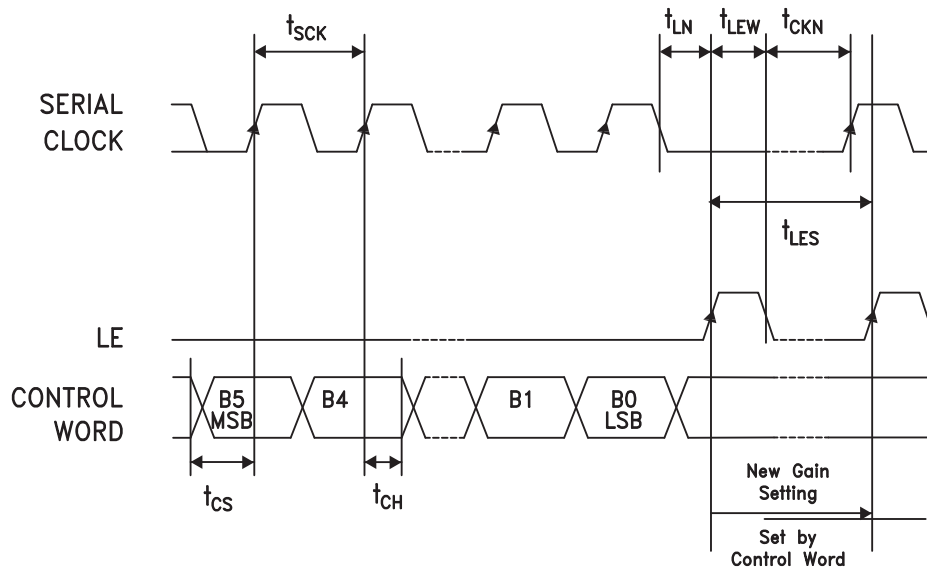 tSCK
tLN
tLEW
tCKN
SERIAL
CLOCK
tLES
LE
CONTROL
WORD
B5
MSB
B4
B1
B0
LSB
tCS
tCH
New Gain
Setting
Set by
Control Word